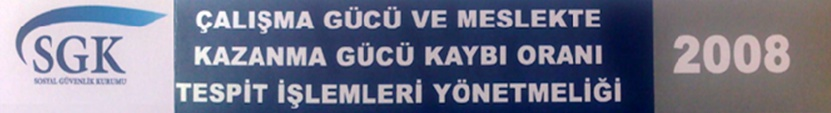 SGK
SOSYAL GÜVENLİK KURUMU
ÇALIŞMA GÜCÜ VE MESLEKTE
KAZANMA GÜCÜ KAYBI ORANI
TESPİT İŞLEMLERİ YÖNETMELİĞİ
2008